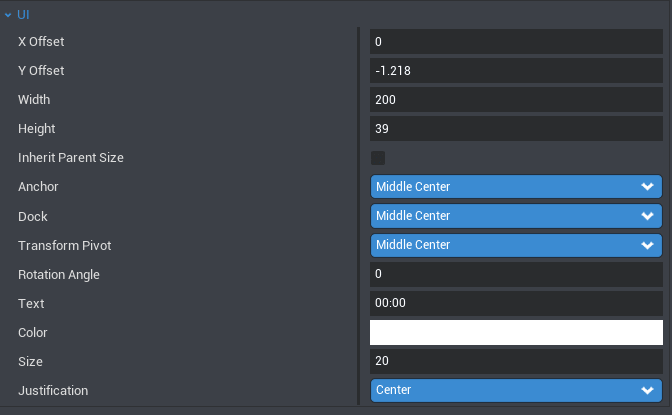 UI
X Offset 0
Y Offset -1.218
Width 200
Height 39
Inherit Parent Size
Anchor Middle Center
Dock Middle Center
Transform Pivot Middle Center
Rotation Angle 0
Text 00:00
Color
Size 20
Justification Center